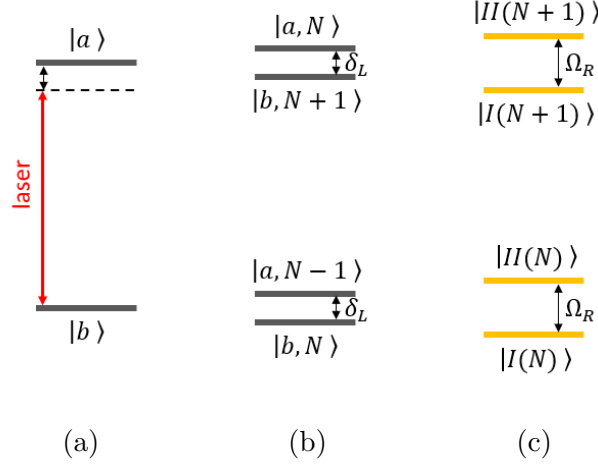 |a⟩
laser
|b⟩
(a)
|a, N⟩
δ_L
|b, N + 1⟩
|a, N − 1⟩
δ_L
|b, N⟩
(b)
|II(N + 1)⟩
Ω_R
|I(N + 1)⟩
|II(N)⟩
Ω_R
|I(N)⟩
(c)